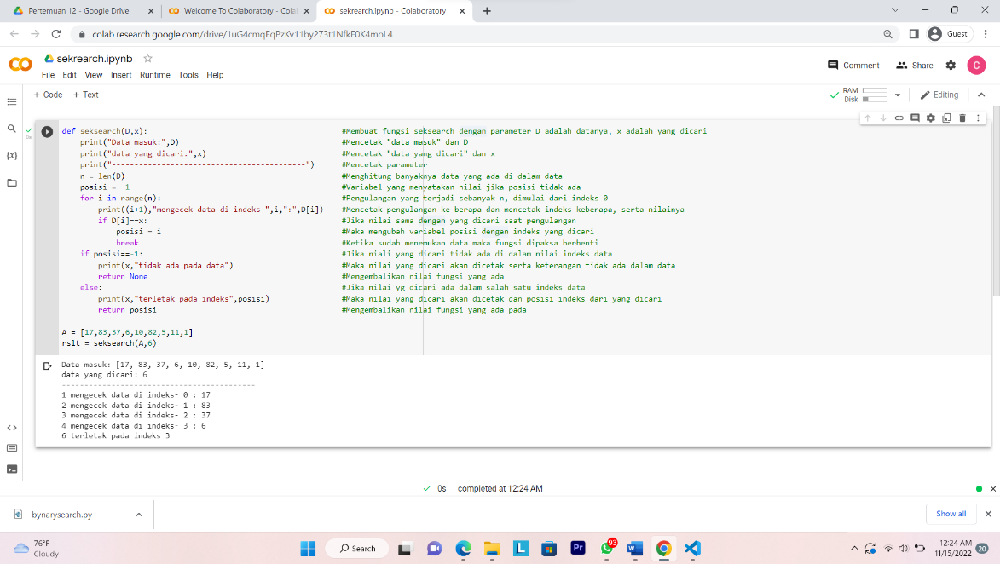 Pertemuan 12 - Google Drive
Welcome To Colaboratory - Colal
sekrearch.ipynb - Colaboratory
colab.research.google.com/drive/1uG4cmqEqPzKv11by273t1NfkE0K4moL4
Guest
sekrearch.ipynb
Comment
Share
C
File Edit View Insert Runtime Tools Help
+ Code + Text
RAM
Disk
Editing
{x}
0s
def seksearch(D,x): #Membuat fungsi seksearch dengan parameter D adalah datanya, x adalah yang dicari
print("Data masuk:",D) #Mencetak "data masuk" dan D
print("data yang dicari:",x) #Mencetak "data yang dicari" dan x
print("-------------------------------------------") #Mencetak parameter
n = len(D) #Menghitung banyaknya data yang ada di dalam data
posisi = -1 #Variabel yang menyatakan nilai jika posisi tidak ada
for i in range(n): #Pengulangan yang terjadi sebanyak n, dimulai dari indeks 0
print((i+1),"mengecek data di indeks-",i,":",D[i]) #Mencetak pengulangan ke berapa dan mencetak indeks keberapa, serta nilainya
if D[i]==x: #Jika nilai sama dengan yang dicari saat pengulangan
posisi = i #Maka mengubah variabel posisi dengan indeks yang dicari
break #Ketika sudah menemukan data maka fungsi dipaksa berhenti
if posisi==-1: #Jika niali yang dicari tidak ada di dalam nilai indeks data
print(x,"tidak ada pada data") #Maka nilai yang dicari akan dicetak serta keterangan tidak ada dalam data
return None #Mengembalikan nilai fungsi yang ada
else: #Jika nilai yg dicari ada dalam salah satu indeks data
print(x,"terletak pada indeks",posisi) #Maka nilai yang dicari akan dicetak dan posisi indeks dari yang dicari
return posisi #Mengembalikan nilai fungsi yang ada pada
A = [17,83,37,6,10,82,5,11,1]
rslt = seksearch(A,6)
Data masuk: [17, 83, 37, 6, 10, 82, 5, 11, 1]
data yang dicari: 6
-------------------------------------------
1 mengecek data di indeks- 0 : 17
2 mengecek data di indeks- 1 : 83
3 mengecek data di indeks- 2 : 37
4 mengecek data di indeks- 3 : 6
6 terletak pada indeks 3
0s completed at 12:24 AM
bynarysearch.py
Show all
76°F
Cloudy
Search
L
Pr
93
W
12:24 AM
11/15/2022
20